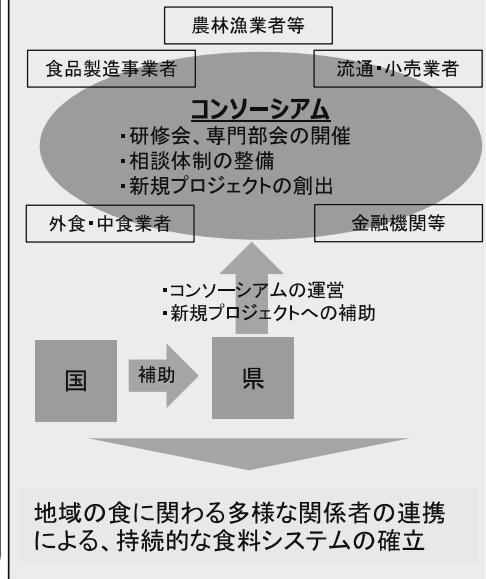 農林漁業者等
食品製造事業者
流通・小売業者
コンソーシアム
・研修会、専門部会の開催
・相談体制の整備
・新規プロジェクトの創出
外食・中食業者
金融機関等
・コンソーシアムの運営
・新規プロジェクトへの補助
国
補助
県
地域の食に関わる多様な関係者の連携
による、持続的な食料システムの確立